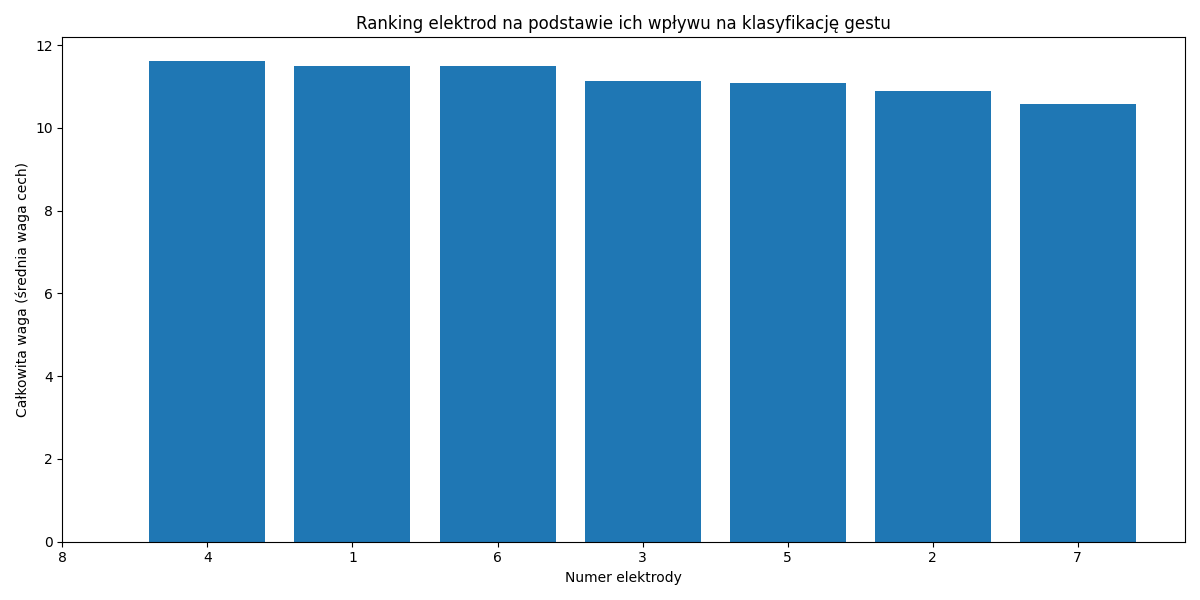 Ranking elektrod na podstawie ich wpływu na klasyfikację gestu
Całkowita waga (średnia waga cech)
12
10
8
6
4
2
0
8 4 1 6 3 5 2 7
Numer elektrody